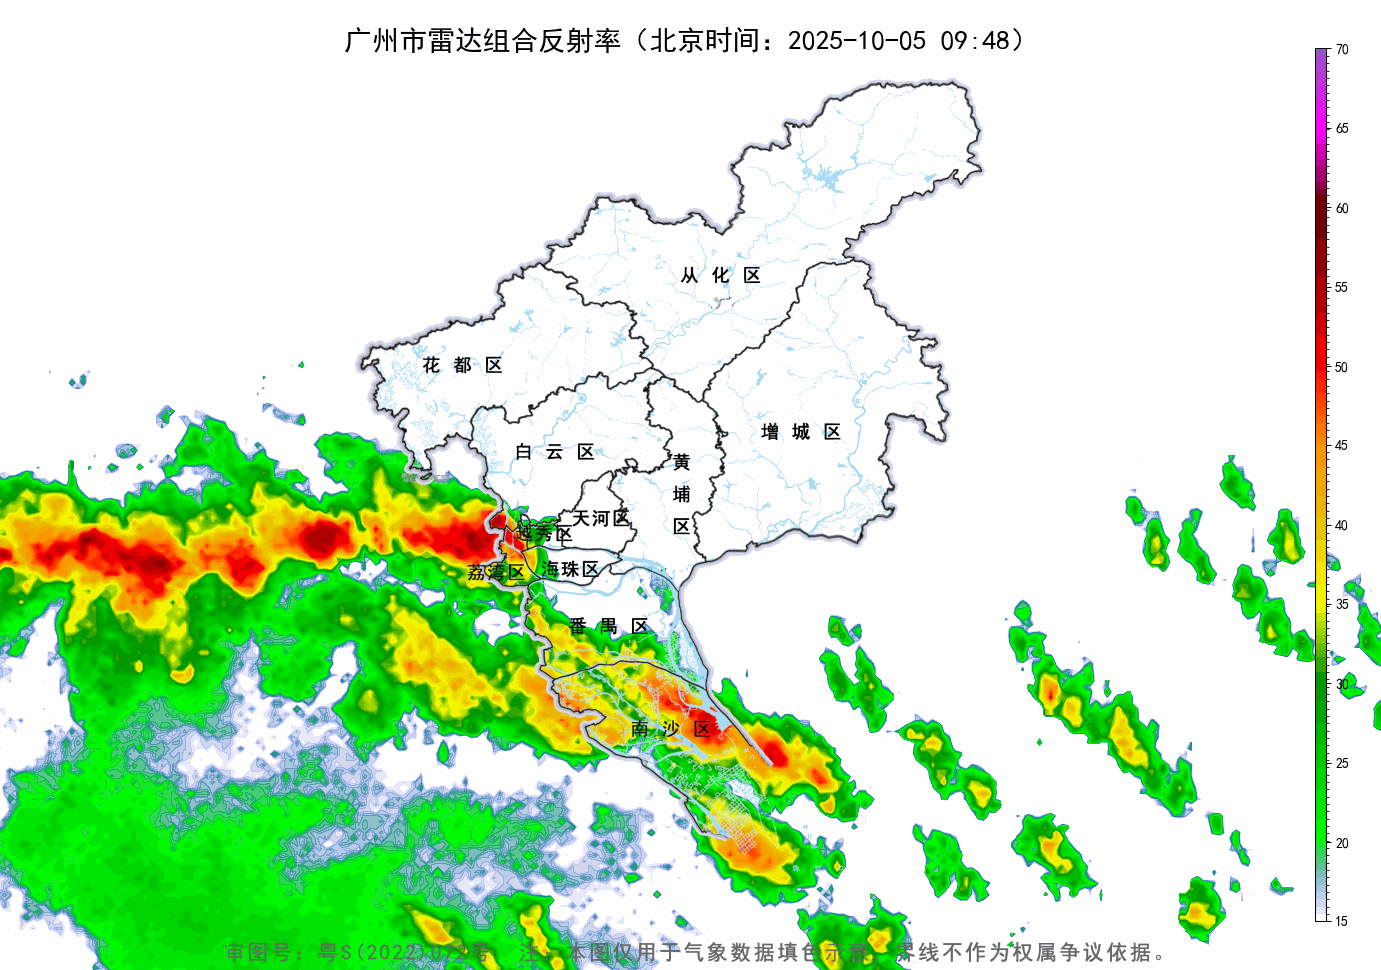 广州市雷达组合反射率（北京时间：2025-10-05 09:48）
70
65
60
55
50
45
40
35
30
25
20
15
从化区
花都区
增城区
白云区
黄埔区
天河区
越秀区
海珠区
荔湾区
番禺区
南沙区
审图号：粤S(2022)072号 注：本图仅用于气象数据填色示意，界线不作为权属争议依据。